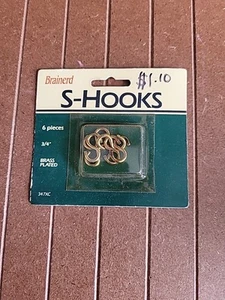 Brainerd
$1.10
S-HOOKS
6 pieces
3/4"
BRASS
PLATED
347XC